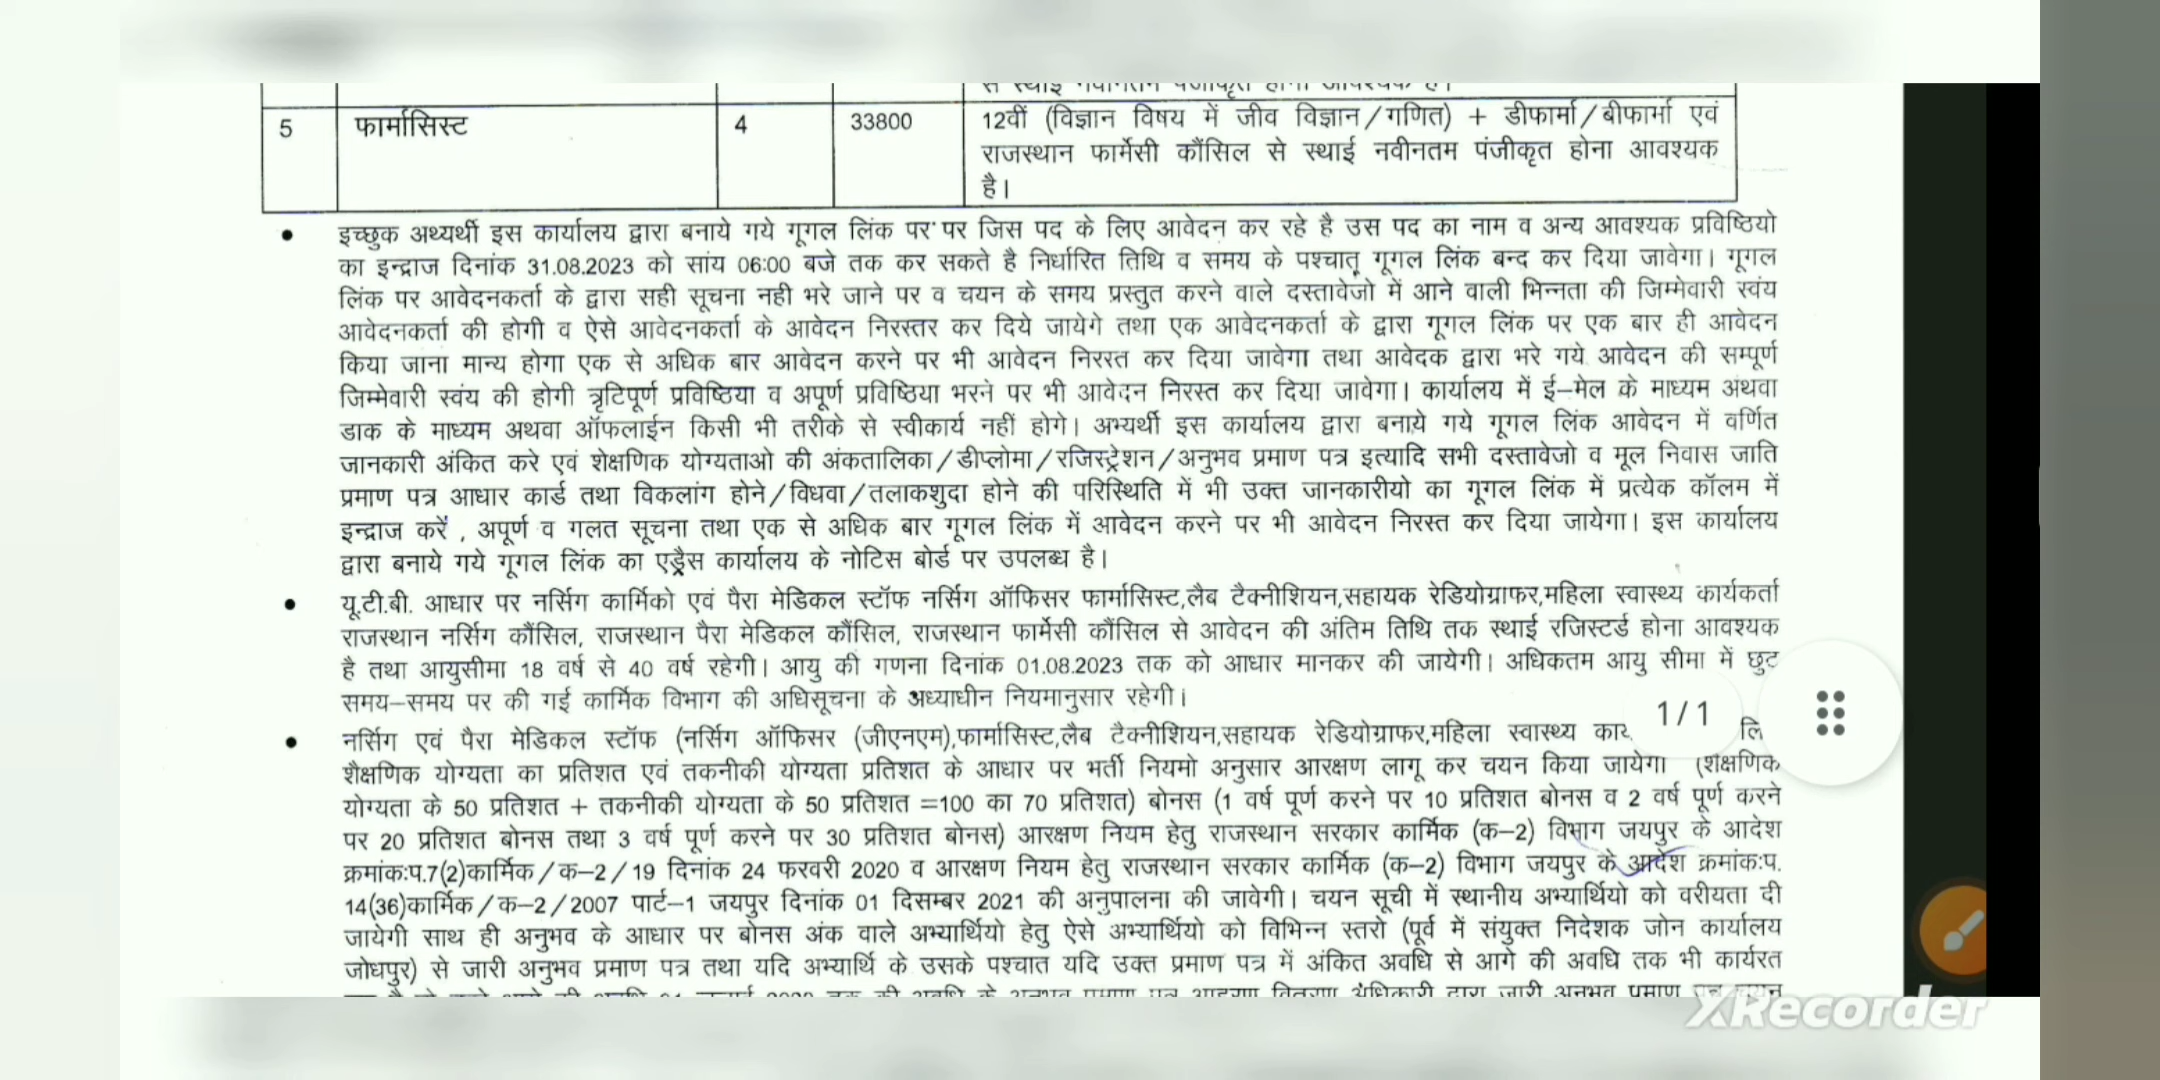 5 फार्मासिस्ट 4 33800 12वीं (विज्ञान विषय में जीव विज्ञान/गणित) + डीफार्मा/बीफार्मा एवं
राजस्थान फार्मेसी कौंसिल से स्थाई नवीनतम पंजीकृत होना आवश्यक
है।
• इच्छुक अथ्यर्थी इस कार्यालय द्वारा बनाये गये गूगल लिंक पर पर जिस पद के लिए आवेदन कर रहे है उस पद का नाम व अन्य आवश्यक प्रविष्ठियो
का इन्द्राज दिनांक 31.08.2023 को सांय 06:00 बजे तक कर सकते है निर्धारित तिथि व समय के पश्चात् गूगल लिंक बन्द कर दिया जावेगा। गूगल
लिंक पर आवेदनकर्ता के द्वारा सही सूचना नही भरे जाने पर व चयन के समय प्रस्तुत करने वाले दस्तावेजो में आने वाली भिन्नता की जिम्मेवारी स्वंय
आवेदनकर्ता की होगी व ऐसे आवेदनकर्ता के आवेदन निरस्तर कर दिये जायेगे तथा एक आवेदनकर्ता के द्वारा गूगल लिंक पर एक बार ही आवेदन
किया जाना मान्य होगा एक से अधिक बार आवेदन करने पर भी आवेदन निररत कर दिया जावेगा तथा आवेदक द्वारा भरे गये आवेदन की सम्पूर्ण
जिम्मेवारी स्वंय की होगी त्रृटिपूर्ण प्रविष्ठिया व अपूर्ण प्रविष्ठिया भरने पर भी आवेदन निरस्त कर दिया जावेगा। कार्यालय में ई–मेल के माध्यम अथवा
डाक के माध्यम अथवा ऑफलाईन किसी भी तरीके से स्वीकार्य नहीं होगे। अभ्यर्थी इस कार्यालय द्वारा बनाये गये गूगल लिंक आवेदन में वर्णित
जानकारी अंकित करे एवं शेक्षणिक योग्यताओ की अंकतालिका/डीप्लोमा/रजिस्ट्रेशन/अनुभव प्रमाण पत्र इत्यादि सभी दस्तावेजो व मूल निवास जाति
प्रमाण पत्र आधार कार्ड तथा विकलांग होने/विधवा/तलाकशुदा होने की परिस्थिति में भी उक्त जानकारीयो का गूगल लिंक में प्रत्येक कॉलम में
इन्द्राज करें , अपूर्ण व गलत सूचना तथा एक से अधिक बार गूगल लिंक में आवेदन करने पर भी आवेदन निरस्त कर दिया जायेगा। इस कार्यालय
द्वारा बनाये गये गूगल लिंक का एड्रैस कार्यालय के नोटिस बोर्ड पर उपलब्ध है।
• यू.टी.बी. आधार पर नर्सिग कार्मिको एवं पैरा मेडिकल स्टॉफ नर्सिग ऑफिसर फार्मासिस्ट,लैब टैक्नीशियन,सहायक रेडियोग्राफर,महिला स्वास्थ्य कार्यकर्ता
राजस्थान नर्सिग कौंसिल, राजस्थान पैरा मेडिकल कौंसिल, राजस्थान फार्मेसी कौंसिल से आवेदन की अंतिम तिथि तक स्थाई रजिस्टर्ड होना आवश्यक
है तथा आयुसीमा 18 वर्ष से 40 वर्ष रहेगी। आयु की गणना दिनांक 01.08.2023 तक को आधार मानकर की जायेगी। अधिकतम आयु सीमा में छुट
समय–समय पर की गई कार्मिक विभाग की अधिसूचना के अध्याधीन नियमानुसार रहेगी।
1/1
• नर्सिग एवं पैरा मेडिकल स्टॉफ (नर्सिग ऑफिसर (जीएनएम),फार्मासिस्ट,लैब टैक्नीशियन,सहायक रेडियोग्राफर,महिला स्वास्थ्य
शैक्षणिक योग्यता का प्रतिशत एवं तकनीकी योग्यता प्रतिशत के आधार पर भर्ती नियमो अनुसार आरक्षण लागू कर चयन किया जायेगा (शैक्षणिक
योग्यता के 50 प्रतिशत + तकनीकी योग्यता के 50 प्रतिशत =100 का 70 प्रतिशत) बोनस (1 वर्ष पूर्ण करने पर 10 प्रतिशत बोनस व 2 वर्ष पूर्ण करने
पर 20 प्रतिशत बोनस तथा 3 वर्ष पूर्ण करने पर 30 प्रतिशत बोनस) आरक्षण नियम हेतु राजस्थान सरकार कार्मिक (क–2) विभाग जयपुर के आदेश
क्रमांक:प.7(2)कार्मिक/क–2/19 दिनांक 24 फरवरी 2020 व आरक्षण नियम हेतु राजस्थान सरकार कार्मिक (क–2) विभाग जयपुर के आदेश क्रमांक:प.
14(36)कार्मिक/क–2/2007 पार्ट–1 जयपुर दिनांक 01 दिसम्बर 2021 की अनुपालना की जावेगी। चयन सूची में स्थानीय अभ्यार्थियो को वरीयता दी
जायेगी साथ ही अनुभव के आधार पर बोनस अंक वाले अभ्यार्थियो हेतु ऐसे अभ्यार्थियो को विभिन्न स्तरो (पूर्व में संयुक्त निदेशक जोन कार्यालय
जोधपुर) से जारी अनुभव प्रमाण पत्र तथा यदि अभ्यार्थि के उसके पश्चात यदि उक्त प्रमाण पत्र में अंकित अवधि से आगे की अवधि तक भी कार्यरत
XRecorder